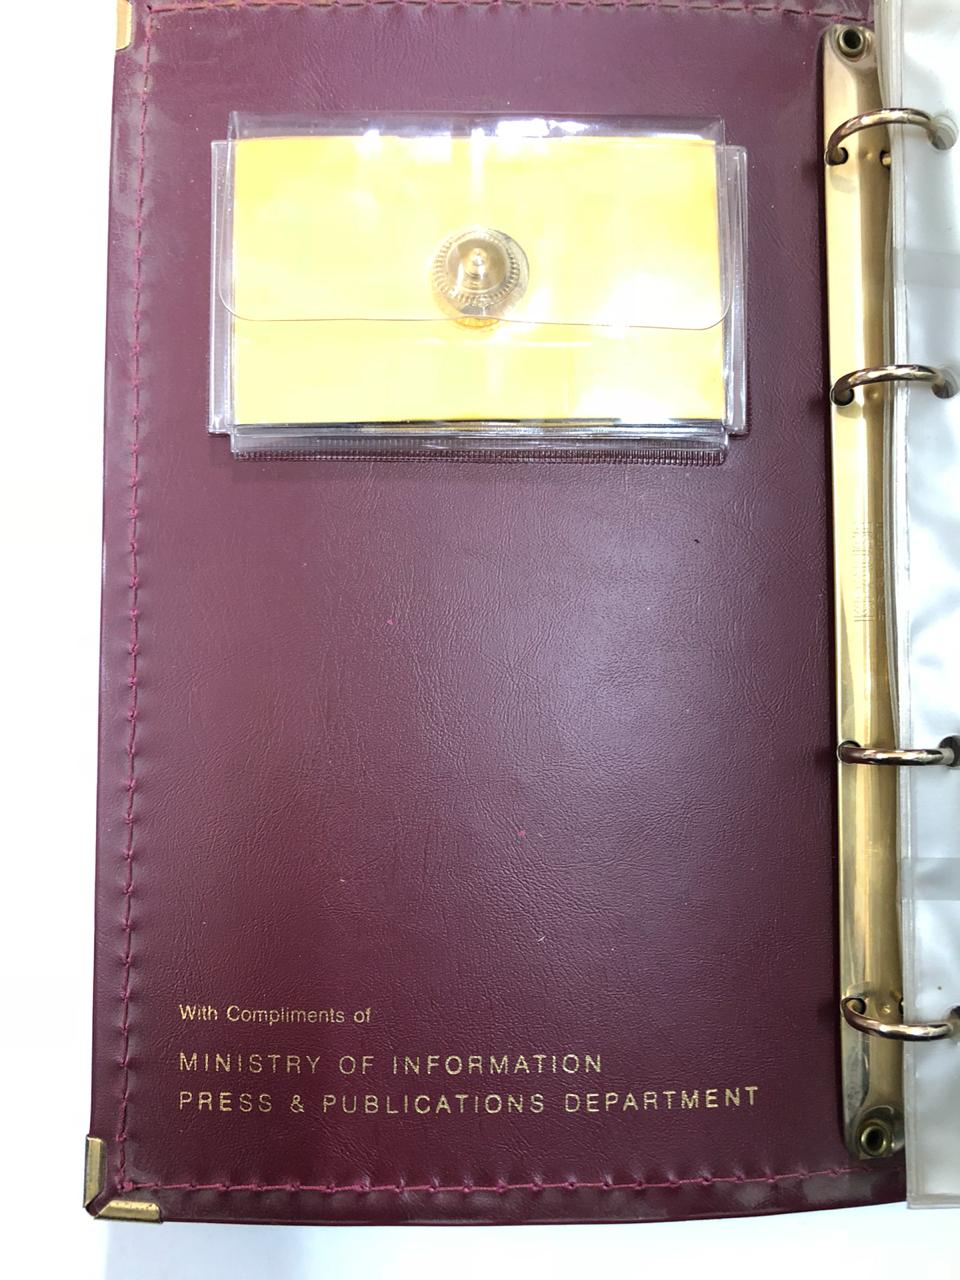 With Compliments of
MINISTRY OF INFORMATION
PRESS & PUBLICATIONS DEPARTMENT